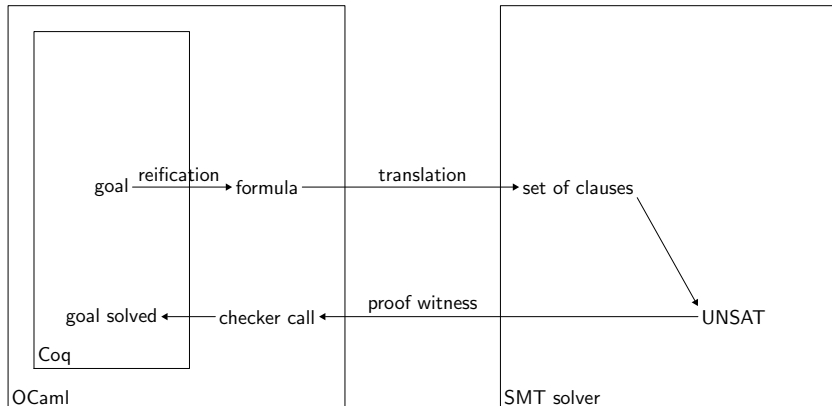 goal reification formula translation set of clauses
goal solved checker call proof witness UNSAT
Coq
OCaml SMT solver